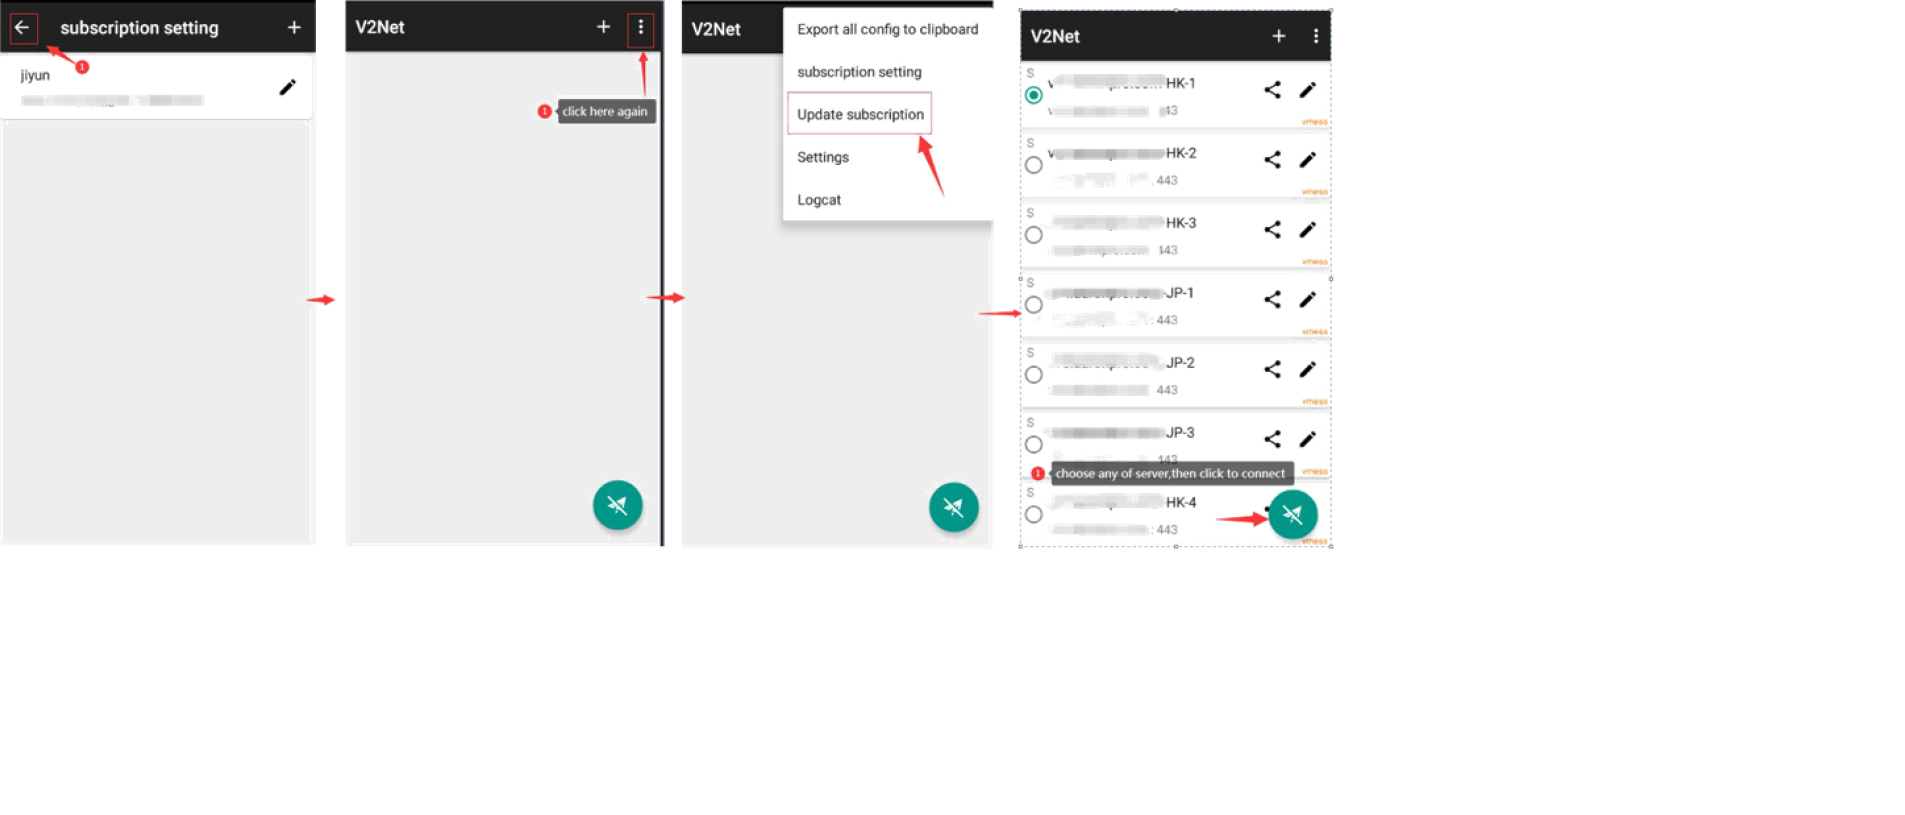 subscription setting +
1
jiyun
V2Net +
1 click here again
V2Net
Export all config to clipboard
subscription setting
Update subscription
Settings
Logcat
V2Net +
S
HK-1
vmess
S
HK-2
: 443
vmess
S
HK-3
443
vmess
S
JP-1
: 443
vmess
S
JP-2
443
vmess
S
JP-3
443
vmess
1 choose any of server,then click to connect
S
HK-4
: 443
vmess